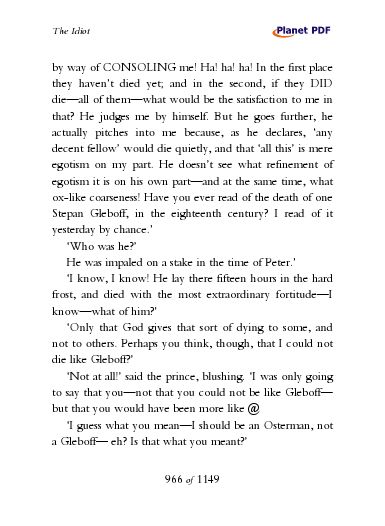 The Idiot
Planet PDF
by way of CONSOLING me! Ha! ha! ha! In the first place
they haven’t died yet; and in the second, if they DID
die—all of them—what would be the satisfaction to me in
that? He judges me by himself. But he goes further, he
actually pitches into me because, as he declares, ‘any
decent fellow’ would die quietly, and that ‘all this’ is mere
egotism on my part. He doesn’t see what refinement of
egotism it is on his own part—and at the same time, what
ox-like coarseness! Have you ever read of the death of one
Stepan Gleboff, in the eighteenth century? I read of it
yesterday by chance.’
‘Who was he?’
He was impaled on a stake in the time of Peter.’
‘I know, I know! He lay there fifteen hours in the hard
frost, and died with the most extraordinary fortitude—I
know—what of him?’
‘Only that God gives that sort of dying to some, and
not to others. Perhaps you think, though, that I could not
die like Gleboff?’
‘Not at all!’ said the prince, blushing. ‘I was only going
to say that you—not that you could not be like Gleboff—
but that you would have been more like @
‘I guess what you mean—I should be an Osterman, not
a Gleboff— eh? Is that what you meant?’
966 of 1149